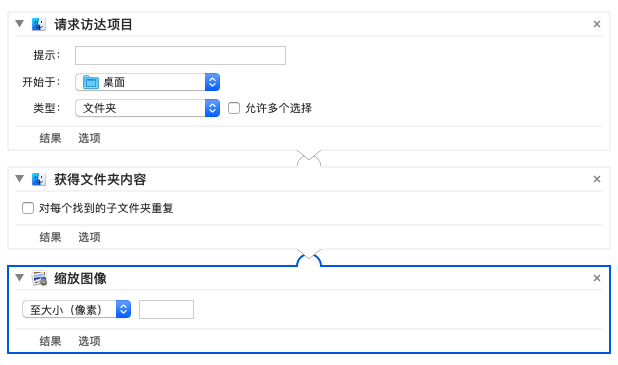 请求访达项目
提示:
开始于: 桌面
类型: 文件夹 允许多个选择
结果 选项
获得文件夹内容
对每个找到的子文件夹重复
结果 选项
缩放图像
至大小（像素）
结果 选项